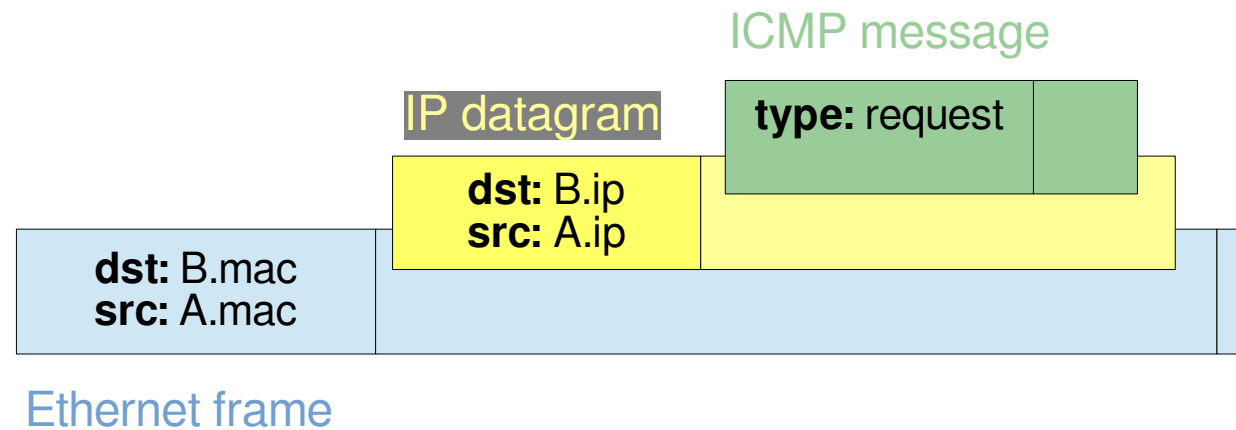 ICMP message
IP datagram
type: request
dst: B.ip
src: A.ip
dst: B.mac
src: A.mac
Ethernet frame